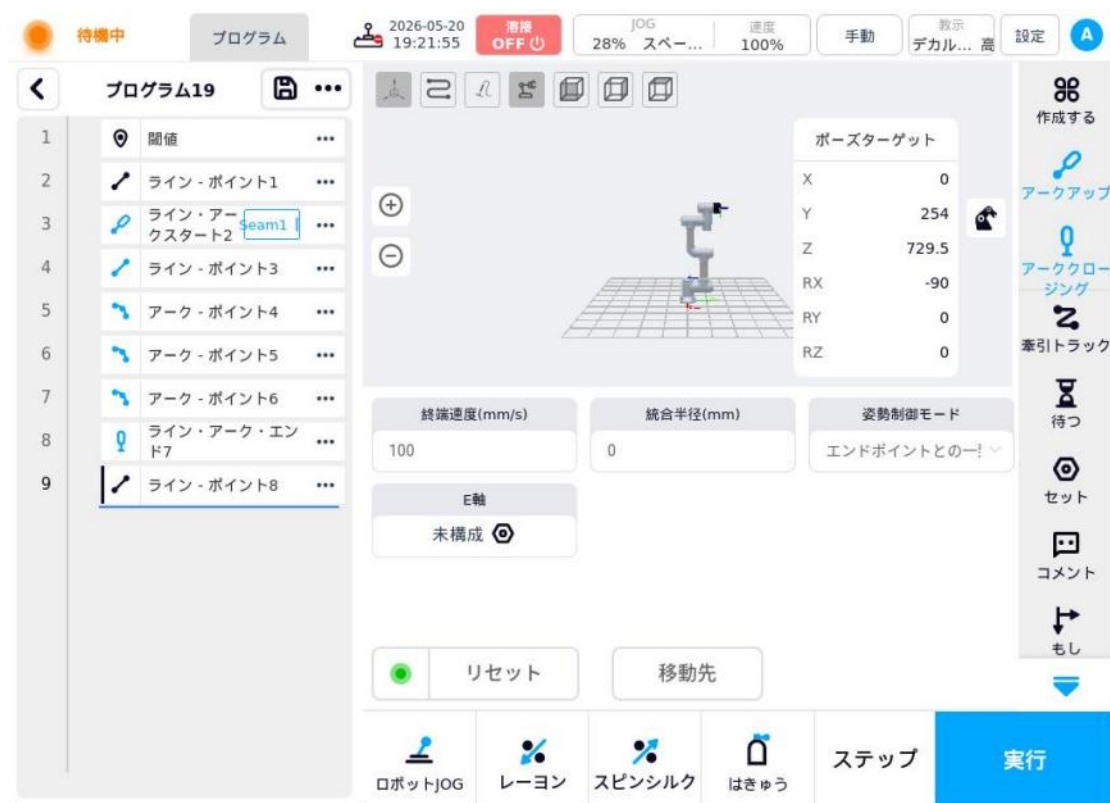 待機中
プログラム
2026-05-20
19:21:55
溶接
OFF
JOG
28% スペー...
速度
100%
手動
教示
デカル... 高
設定
A
プログラム19
•••
1 閾値 •••
2 ライン - ポイント1 •••
3 ライン・アー
クスタート2 Seam1 •••
4 ライン - ポイント3 •••
5 アーク - ポイント4 •••
6 アーク - ポイント5 •••
7 アーク - ポイント6 •••
8 ライン・アーク・エン
ド7 •••
9 ライン - ポイント8 •••
ポーズターゲット
X 0
Y 254
Z 729.5
RX -90
RY 0
RZ 0
終端速度(mm/s)
100
統合半径(mm)
0
姿勢制御モード
エンドポイントとの一!
E軸
未構成
リセット
移動先
作成する
アークアップ
アーククロー
ジング
牽引トラック
待つ
セット
コメント
もし
ロボットJOG
レーヨン
スピンシルク
はきゅう
ステップ
実行